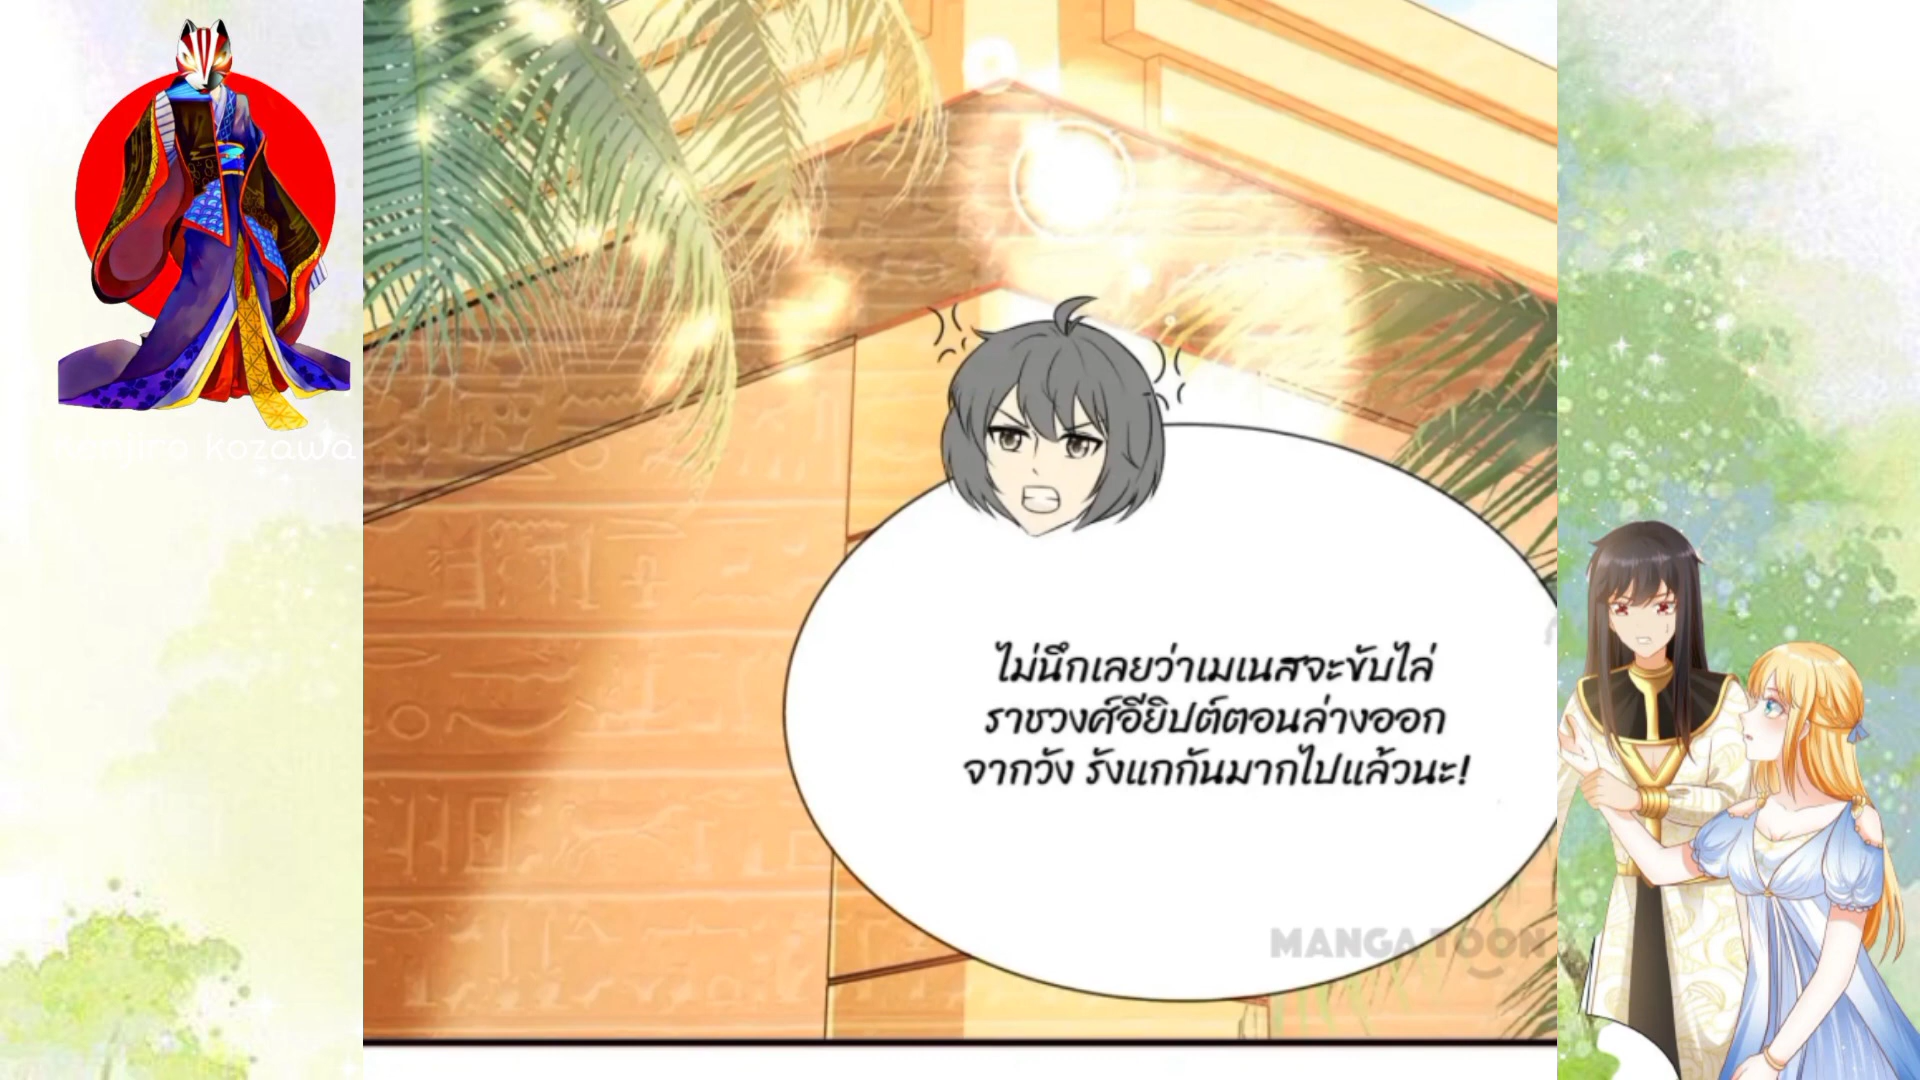 kozawa
ไม่นึกเลยว่าเมเนสจะขับไล่
ราชวงศ์อียิปต์ตอนล่างออก
จากวัง รังแกกันมากไปแล้วนะ!
MANGATOON